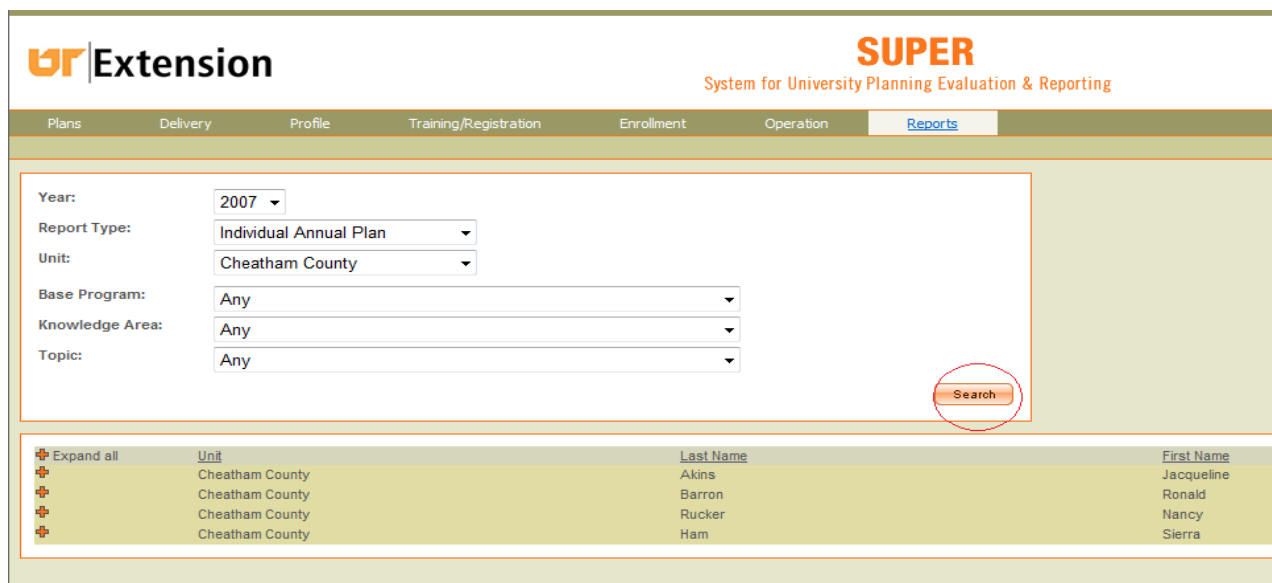 UT Extension
SUPER
System for University Planning Evaluation & Reporting
Plans Delivery Profile Training/Registration Enrollment Operation Reports
Year: 2007
Report Type: Individual Annual Plan
Unit: Cheatham County
Base Program: Any
Knowledge Area: Any
Topic: Any
Search
Expand all Unit Last Name First Name
Cheatham County Akins Jacqueline
Cheatham County Barron Ronald
Cheatham County Rucker Nancy
Cheatham County Ham Sierra